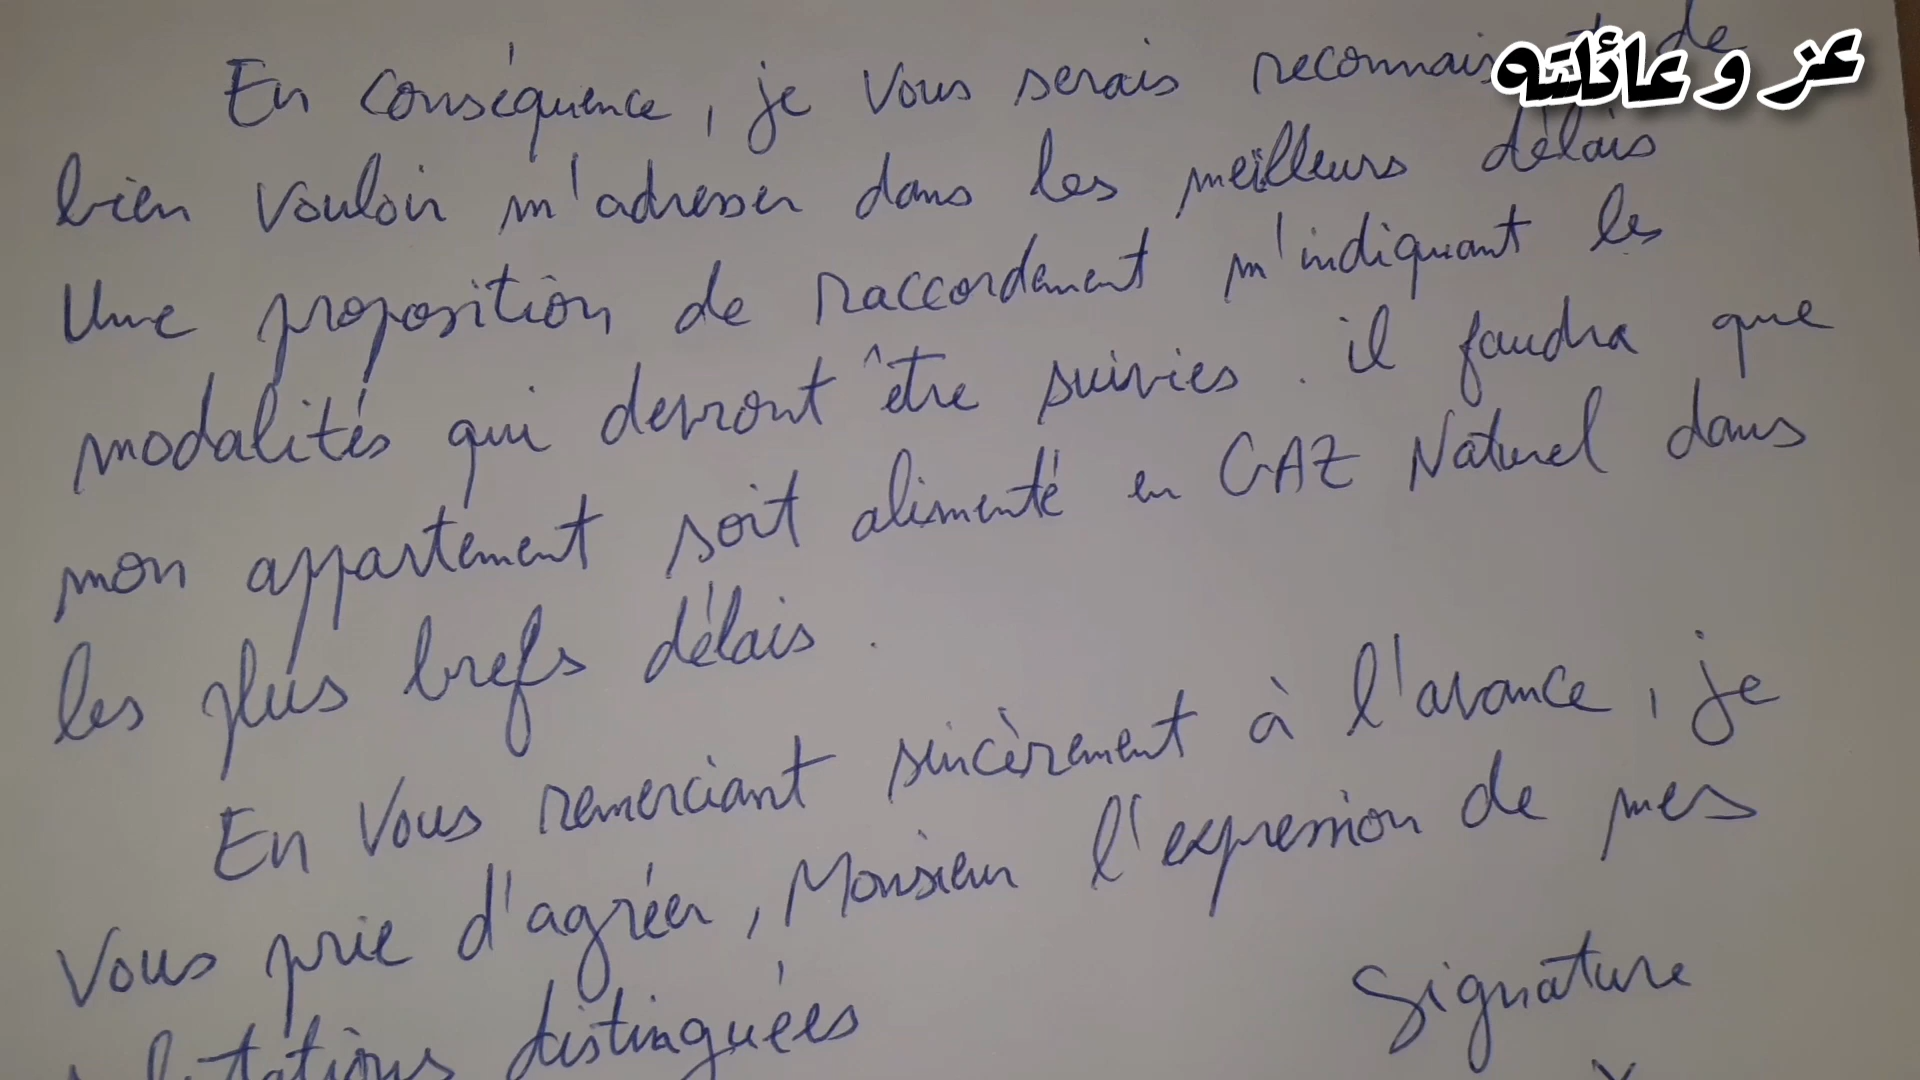 عز و عائلته
En conséquence, je vous serais reconnaissant de
bien vouloir m'adresser dans les meilleurs délais
Une proposition de raccordement m'indiquant les
modalités qui devront être suivies. il faudra que
mon appartement soit alimenté en GAZ Naturel dans
les plus brefs délais.
En Vous remerciant sincèrement à l'avance, je
Vous prie d'agréer, Monsieur l'expression de mes
salutations distinguées
Signature